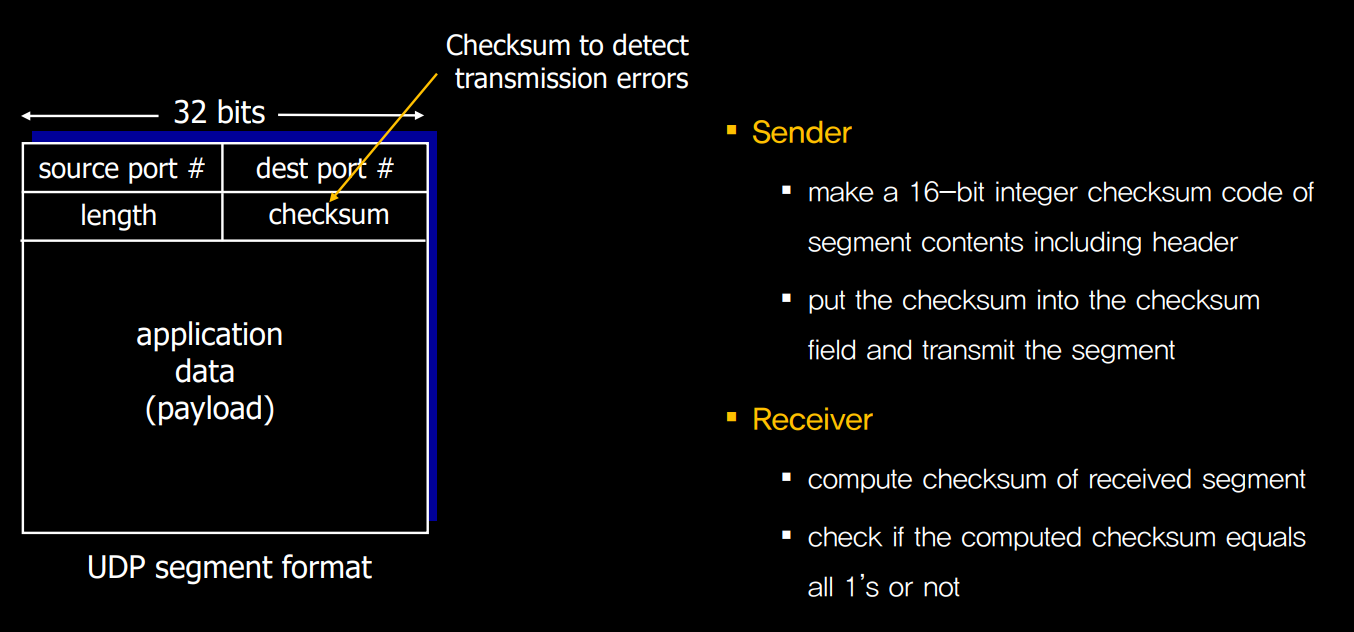 Checksum to detect
transmission errors
32 bits
source port #
dest port #
length
checksum
application
data
(payload)
UDP segment format
▪ Sender
▪ make a 16-bit integer checksum code of
segment contents including header
▪ put the checksum into the checksum
field and transmit the segment
▪ Receiver
▪ compute checksum of received segment
▪ check if the computed checksum equals
all 1’s or not